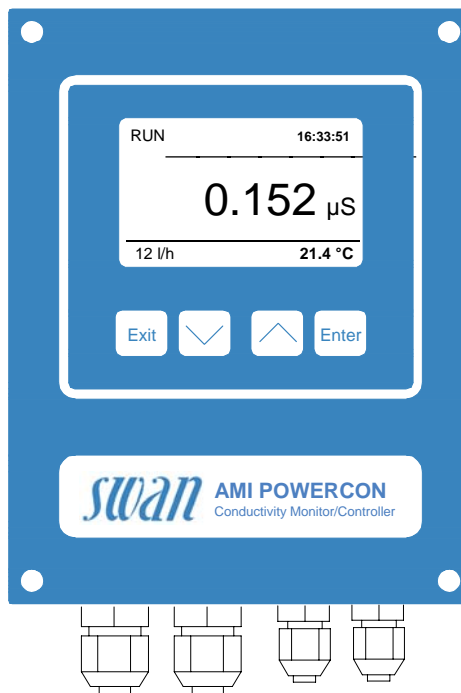 RUN 16:33:51
0.152 µS
12 l/h 21.4 °C
Exit Enter
swan AMI POWERCON
Conductivity Monitor/Controller